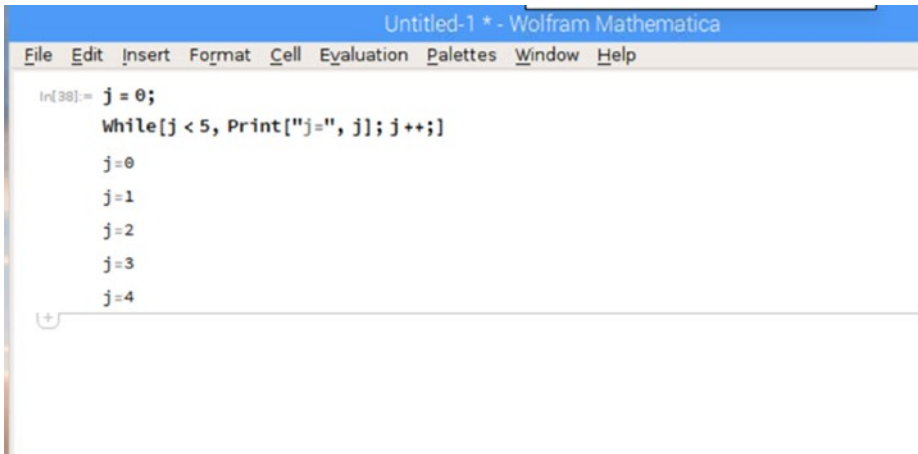 Untitled-1 * - Wolfram Mathematica
File Edit Insert Format Cell Evaluation Palettes Window Help
In[38]:= j = 0;
While[j < 5, Print["j=", j]; j++;]
j=0
j=1
j=2
j=3
j=4